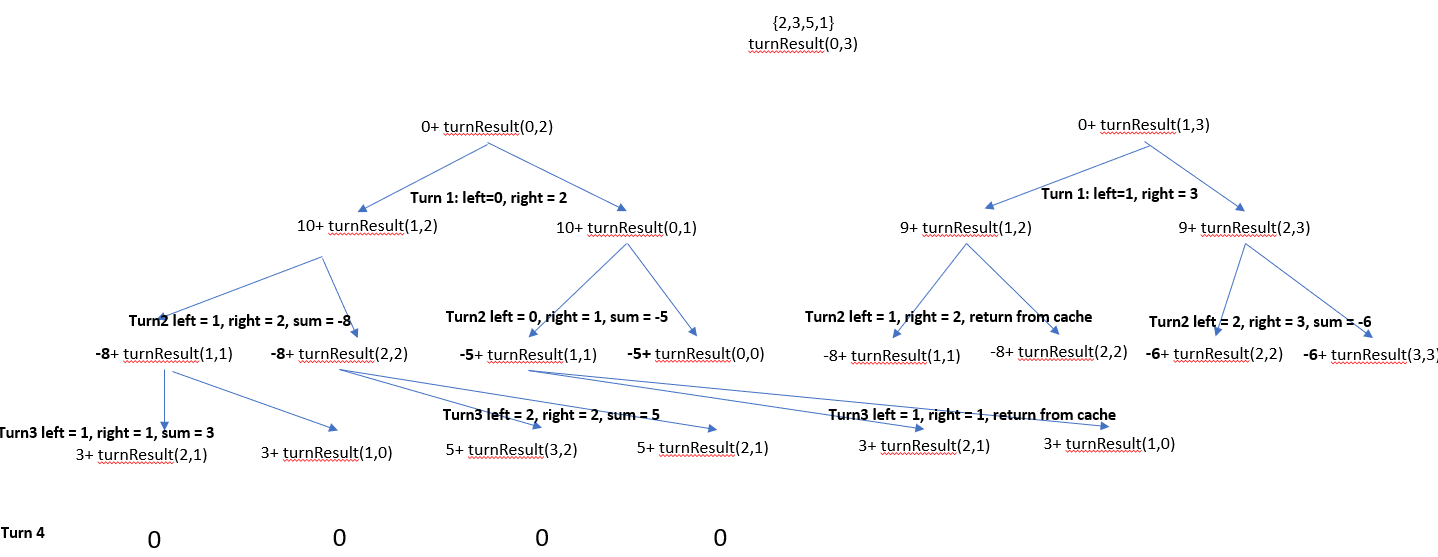 {2,3,5,1}
turnResult(0,3)
0+ turnResult(0,2)
0+ turnResult(1,3)
Turn 1: left=0, right = 2
Turn 1: left=1, right = 3
10+ turnResult(1,2)
10+ turnResult(0,1)
9+ turnResult(1,2)
9+ turnResult(2,3)
Turn2 left = 1, right = 2, sum = -8
Turn2 left = 0, right = 1, sum = -5
Turn2 left = 1, right = 2, return from cache
Turn2 left = 2, right = 3, sum = -6
-8+ turnResult(1,1)
-8+ turnResult(2,2)
-5+ turnResult(1,1)
-5+ turnResult(0,0)
-8+ turnResult(1,1)
-8+ turnResult(2,2)
-6+ turnResult(2,2)
-6+ turnResult(3,3)
Turn3 left = 1, right = 1, sum = 3
Turn3 left = 2, right = 2, sum = 5
Turn3 left = 1, right = 1, return from cache
3+ turnResult(2,1)
3+ turnResult(1,0)
5+ turnResult(3,2)
5+ turnResult(2,1)
3+ turnResult(2,1)
3+ turnResult(1,0)
Turn 4
0
0
0
0